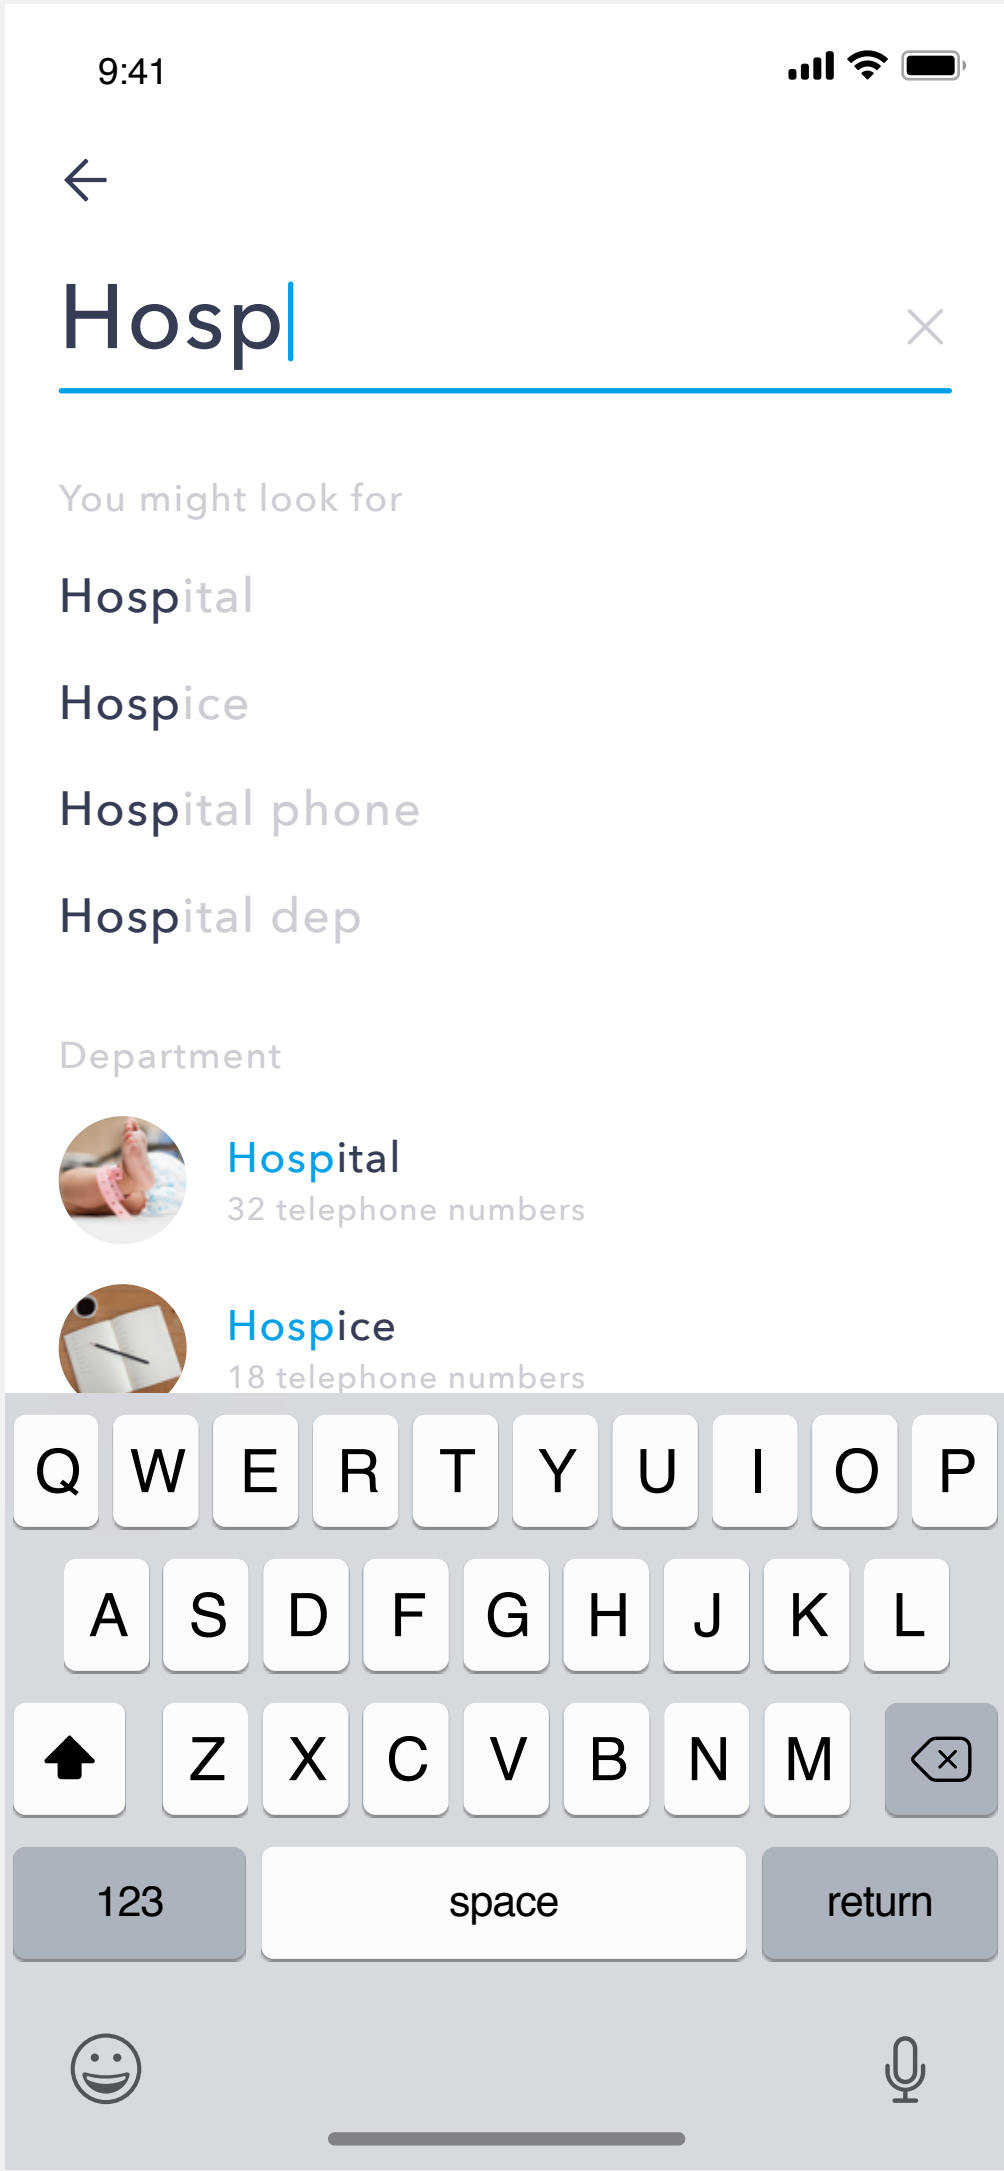 9:41
Hosp
You might look for
Hospital
Hospice
Hospital phone
Hospital dep
Department
Hospital
32 telephone numbers
Hospice
18 telephone numbers
Q W E R T Y U I O P
A S D F G H J K L
Z X C V B N M
123 space return